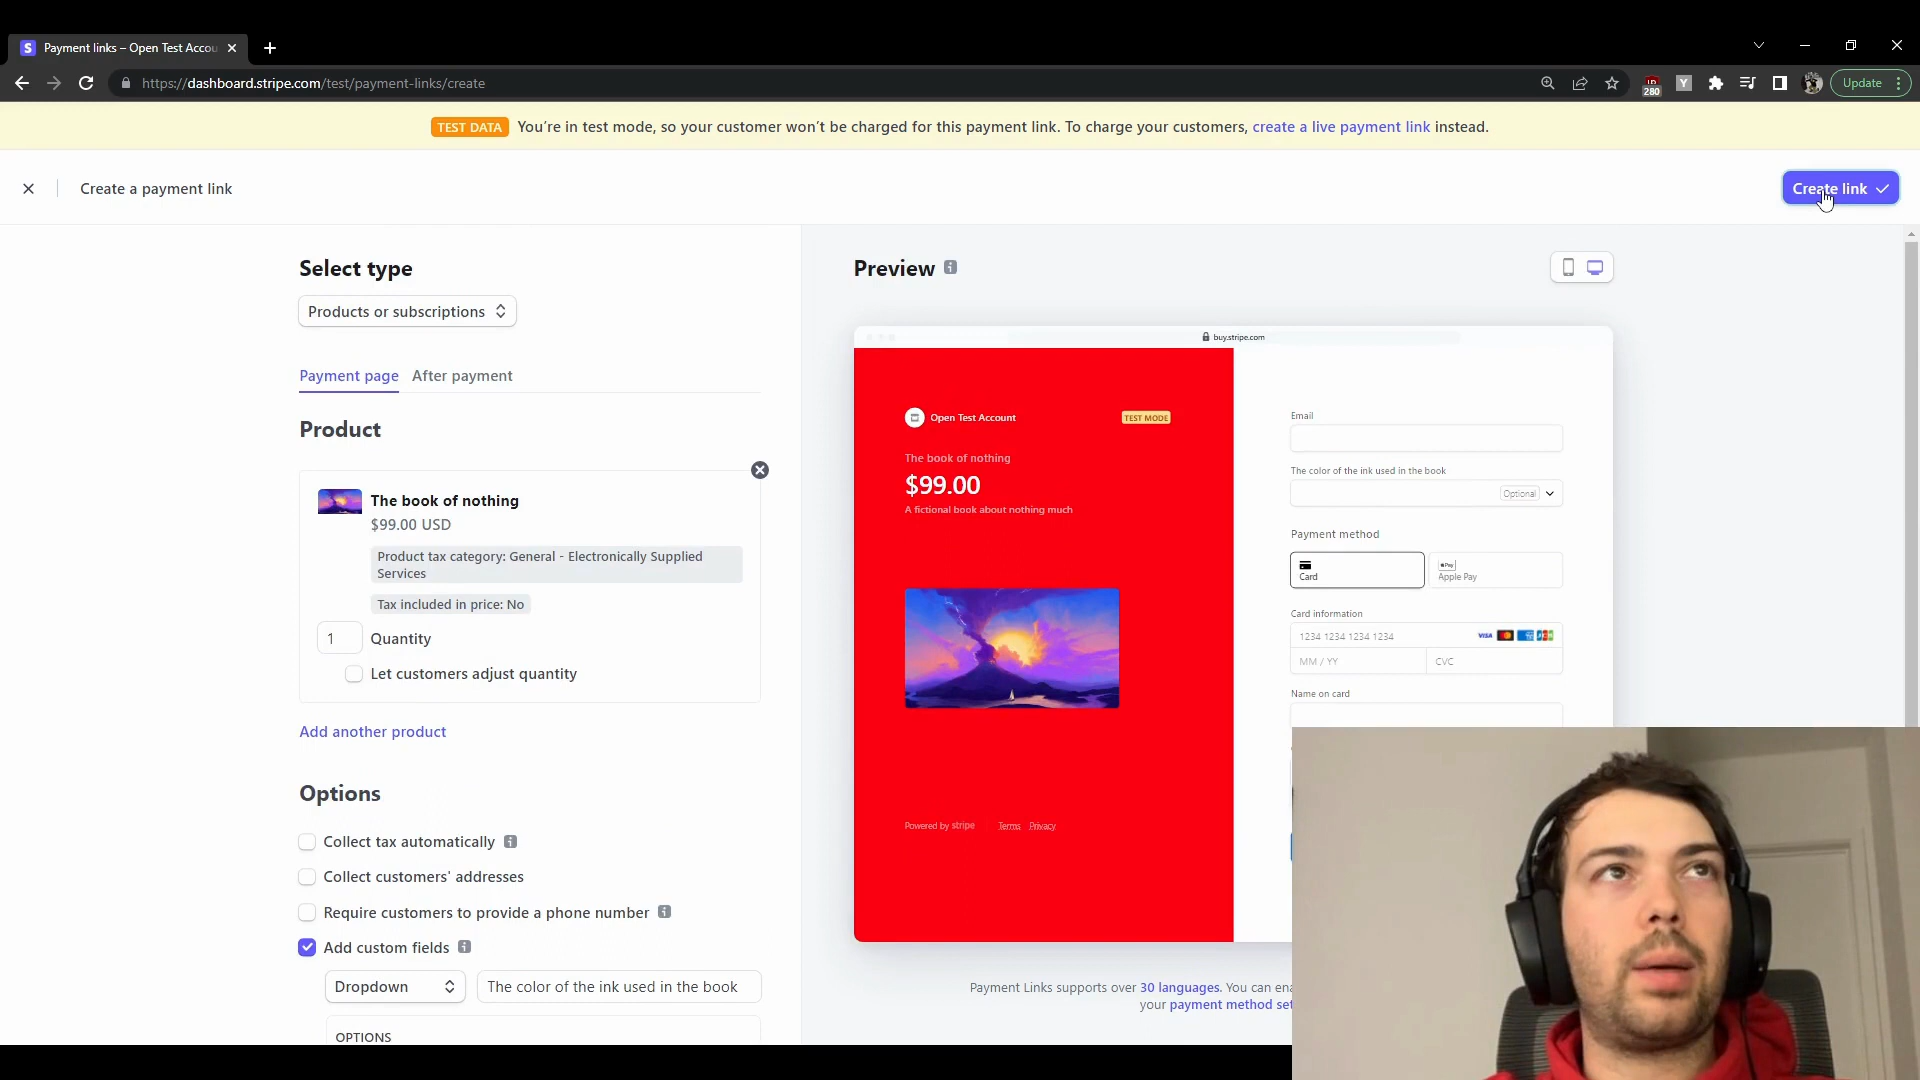 Payment links – Open Test Accou
https://dashboard.stripe.com/test/payment-links/create
280
Y
Update
TEST DATA You're in test mode, so your customer won't be charged for this payment link. To charge your customers, create a live payment link instead.
Create a payment link
Create link
Select type
Products or subscriptions
Payment page After payment
Product
The book of nothing
$99.00 USD
Product tax category: General - Electronically Supplied
Services
Tax included in price: No
1 Quantity
Let customers adjust quantity
Add another product
Options
Collect tax automatically
Collect customers' addresses
Require customers to provide a phone number
Add custom fields
Dropdown The color of the ink used in the book
OPTIONS
Preview
buy.stripe.com
Open Test Account TEST MODE
The book of nothing
$99.00
A fictional book about nothing much
Powered by stripe Terms Privacy
Email
The color of the ink used in the book
Optional
Payment method
Card
Pay
Apple Pay
Card information
1234 1234 1234 1234 VISA
MM / YY CVC
Name on card
Payment Links supports over 30 languages. You can ena
your payment method set